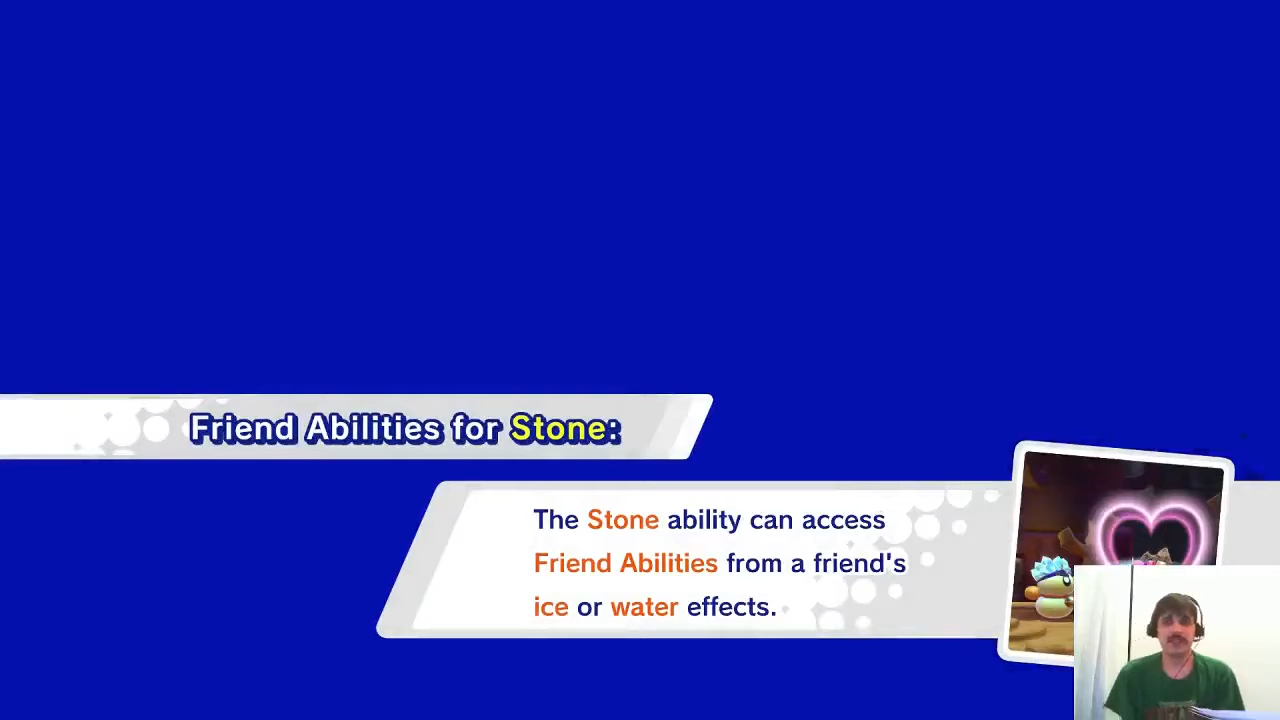 Friend Abilities for Stone:
The Stone ability can access
Friend Abilities from a friend's
ice or water effects.